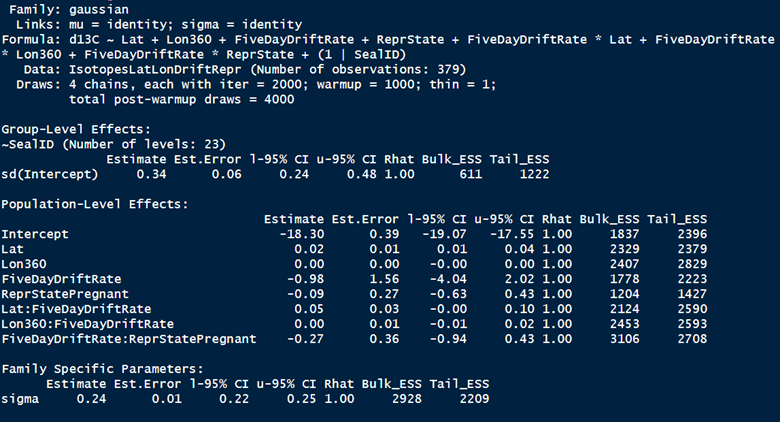 Family: gaussian
Links: mu = identity; sigma = identity
Formula: d13C ~ Lat + Lon360 + FiveDayDriftRate + ReprState + FiveDayDriftRate * Lat + FiveDayDriftRate
* Lon360 + FiveDayDriftRate * ReprState + (1 | SealID)
Data: IsotopesLatLonDriftRepr (Number of observations: 379)
Draws: 4 chains, each with iter = 2000; warmup = 1000; thin = 1;
total post-warmup draws = 4000
Group-Level Effects:
~SealID (Number of levels: 23)
Estimate Est.Error l-95% CI u-95% CI Rhat Bulk_ESS Tail_ESS
sd(Intercept) 0.34 0.06 0.24 0.48 1.00 611 1222
Population-Level Effects:
Estimate Est.Error l-95% CI u-95% CI Rhat Bulk_ESS Tail_ESS
Intercept -18.30 0.39 -19.07 -17.55 1.00 1837 2396
Lat 0.02 0.01 0.01 0.04 1.00 2329 2379
Lon360 0.00 0.00 -0.00 0.00 1.00 2407 2829
FiveDayDriftRate -0.98 1.56 -4.04 2.02 1.00 1778 2223
ReprStatePregnant -0.09 0.27 -0.63 0.43 1.00 1204 1427
Lat:FiveDayDriftRate 0.05 0.03 -0.00 0.10 1.00 2124 2590
Lon360:FiveDayDriftRate 0.00 0.01 -0.01 0.02 1.00 2453 2593
FiveDayDriftRate:ReprStatePregnant -0.27 0.36 -0.94 0.43 1.00 3106 2708
Family Specific Parameters:
Estimate Est.Error l-95% CI u-95% CI Rhat Bulk_ESS Tail_ESS
sigma 0.24 0.01 0.22 0.25 1.00 2928 2209